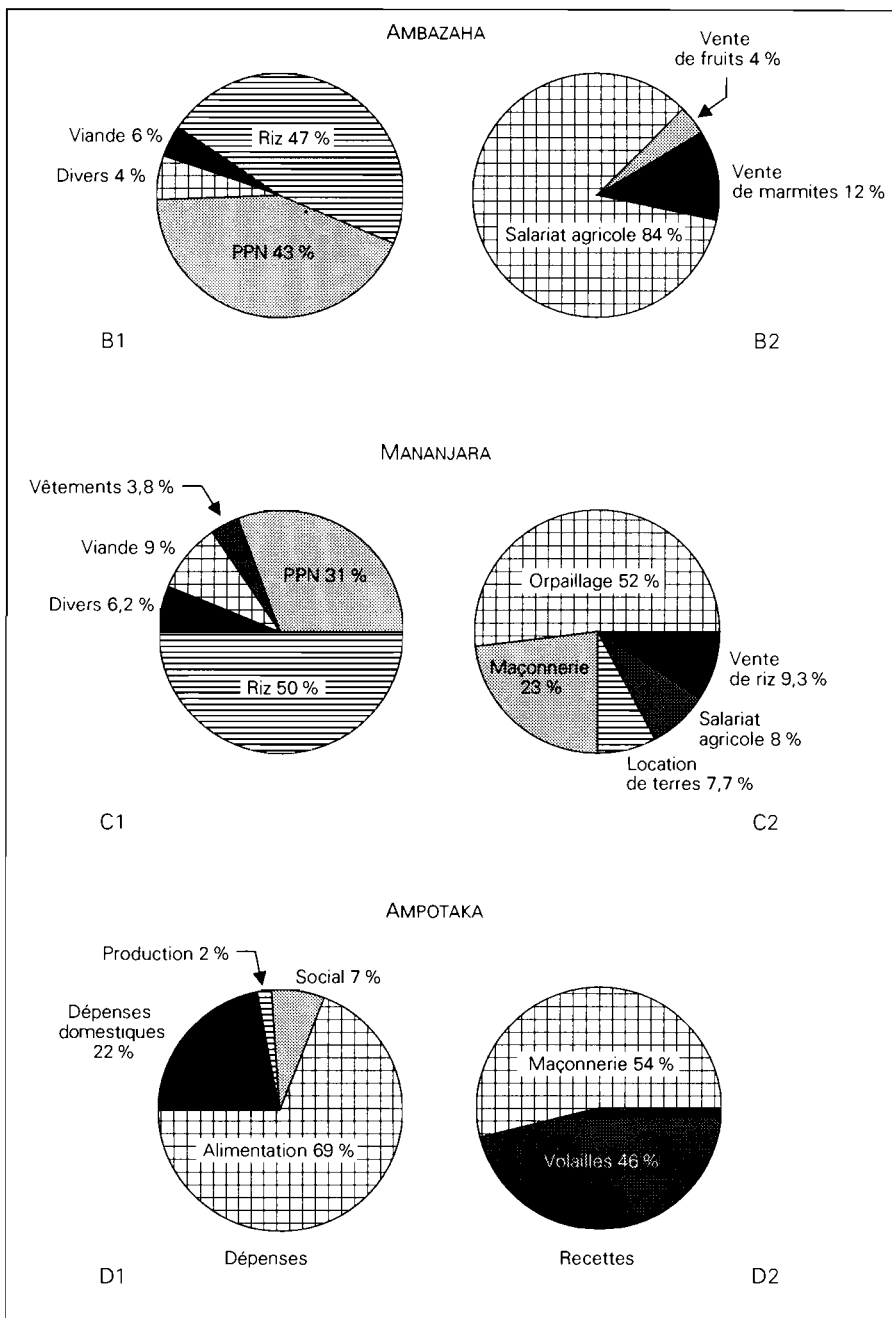 AMBAZAHA
Vente
de fruits 4 %
Viande 6 %
Riz 47 %
Divers 4 %
Vente
de marmites 12 %
PPN 43 %
Salariat agricole 84 %
B1
B2
MANANJARA
Vêtements 3,8 %
Viande 9 %
PPN 31 %
Divers 6,2 %
Riz 50 %
Orpaillage 52 %
Maçonnerie
23 %
Vente
de riz 9,3 %
Salariat
agricole 8 %
Location
de terres 7,7 %
C1
C2
AMPOTAKA
Production 2 %
Social 7 %
Dépenses
domestiques
22 %
Alimentation 69 %
Maçonnerie 54 %
Volailles 46 %
Dépenses
Recettes
D1
D2